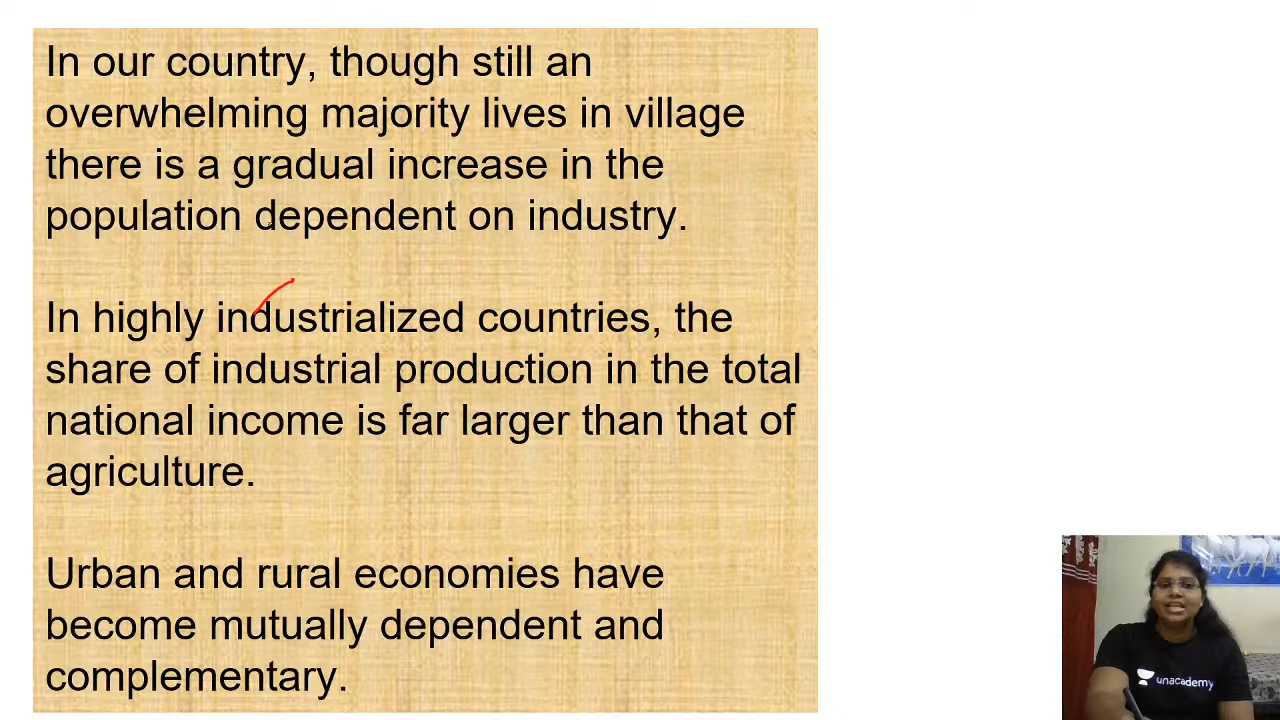 In our country, though still an
overwhelming majority lives in village
there is a gradual increase in the
population dependent on industry.
In highly industrialized countries, the
share of industrial production in the total
national income is far larger than that of
agriculture.
Urban and rural economies have
become mutually dependent and
complementary.
unacademy